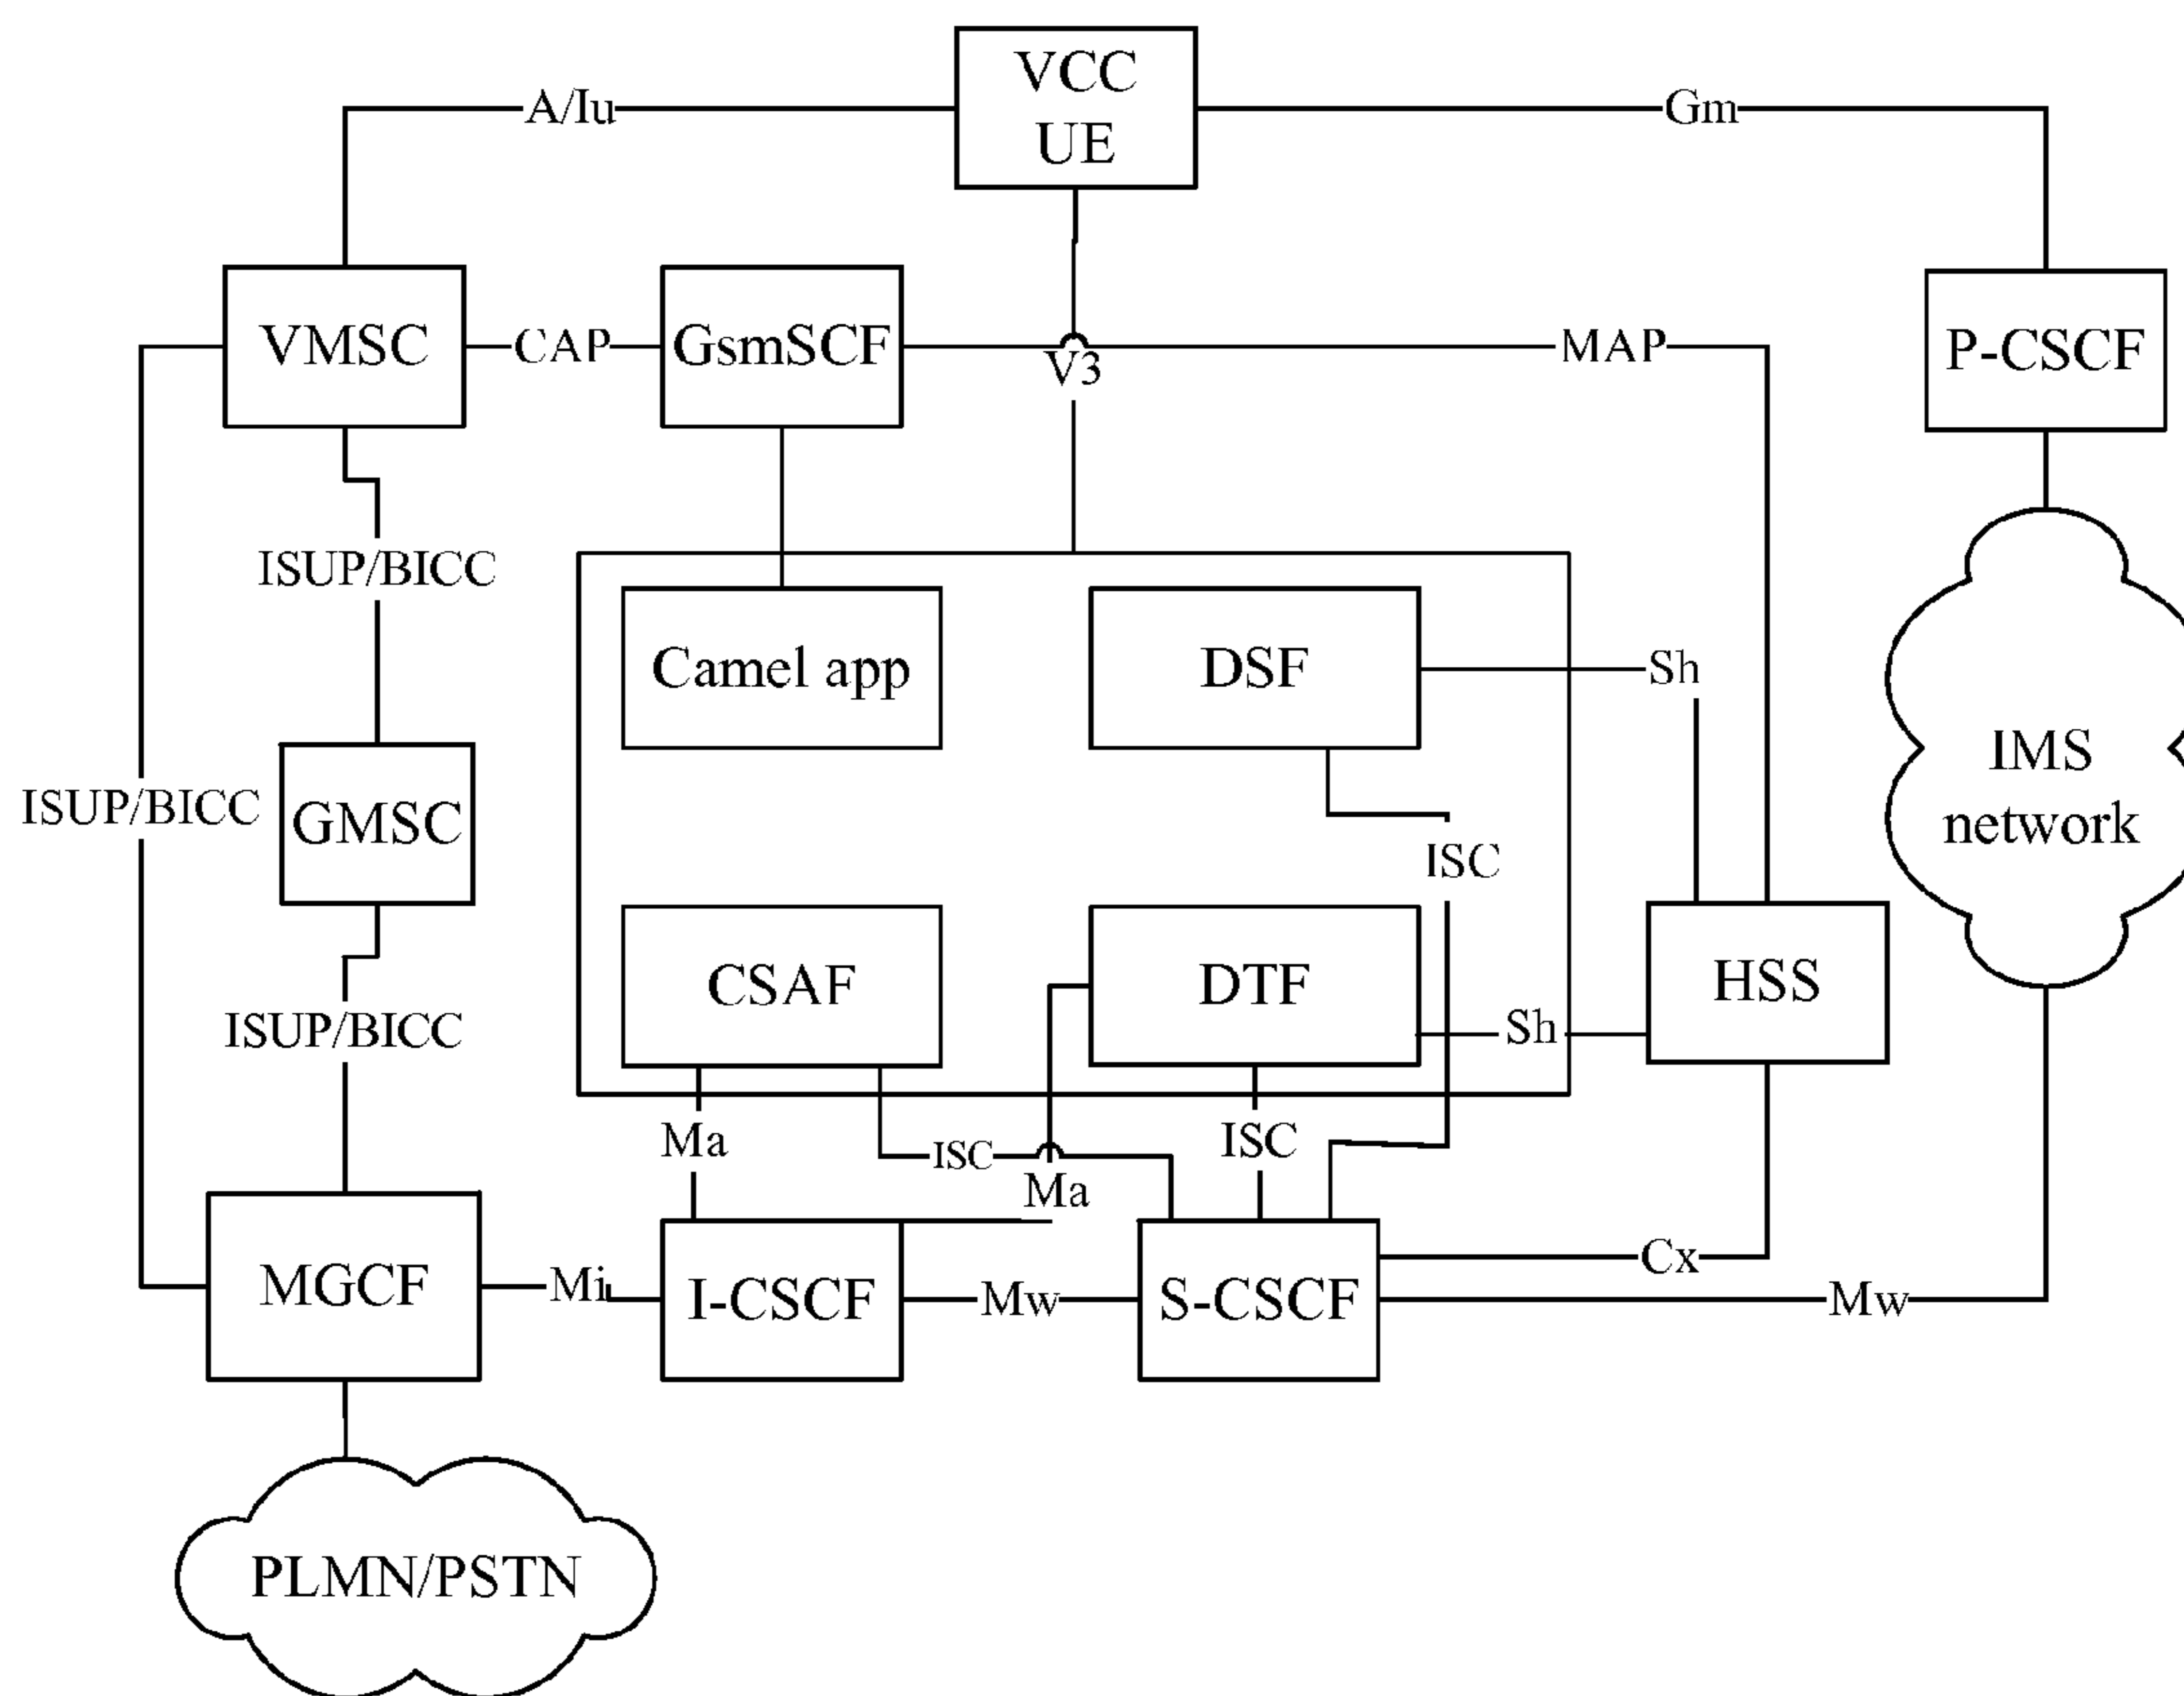 VCC
UE
A/Iu
Gm
VMSC
CAP
GsmSCF
V3
MAP
P-CSCF
ISUP/BICC
Camel app
DSF
Sh
IMS
network
ISUP/BICC
GMSC
ISC
CSAF
DTF
HSS
ISUP/BICC
Sh
Ma
ISC
Ma
ISC
MGCF
Mi
I-CSCF
Mw
S-CSCF
Cx
Mw
PLMN/PSTN